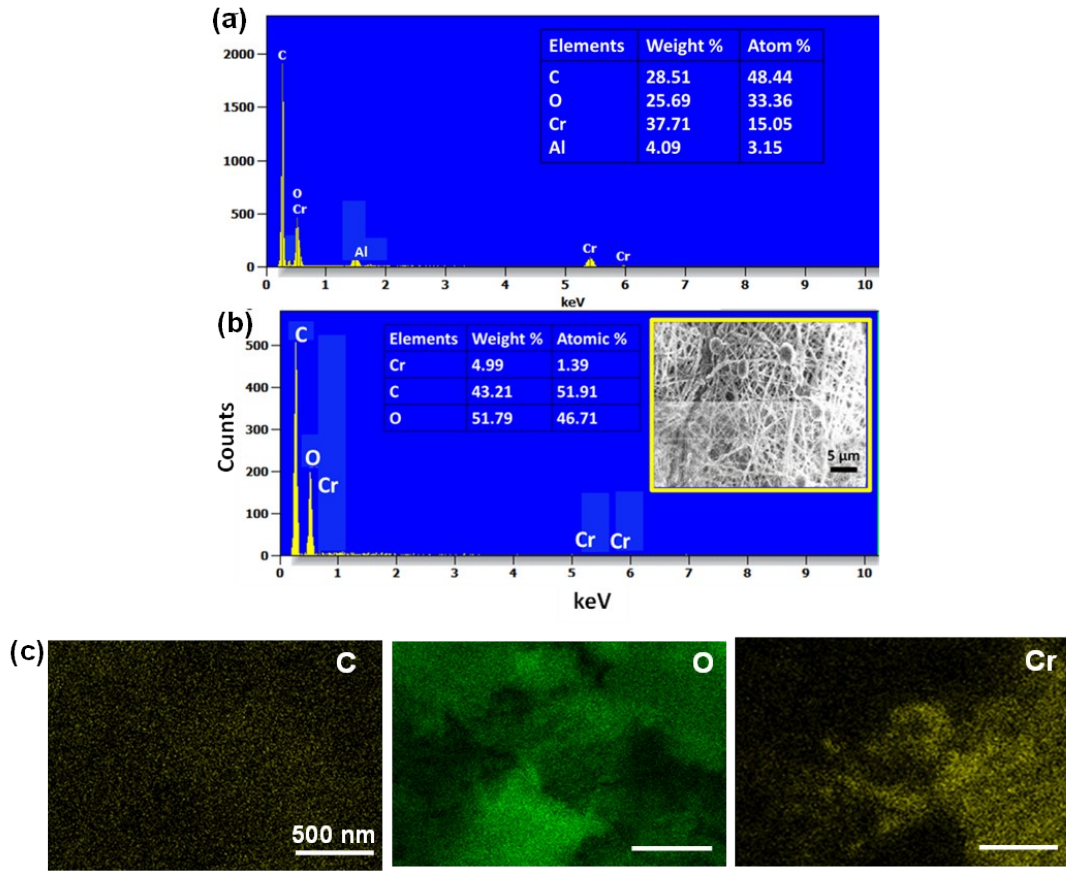 (a)
2000
1500
1000
500
0
C
O
Cr
Al
Cr
Cr
Elements Weight % Atom %
C 28.51 48.44
O 25.69 33.36
Cr 37.71 15.05
Al 4.09 3.15
0 1 2 3 4 5 6 7 8 9 10
keV
(b)
Counts
500
400
300
200
100
0
C
O
Cr
Cr Cr
Elements Weight % Atomic %
Cr 4.99 1.39
C 43.21 51.91
O 51.79 46.71
5 µm
0 1 2 3 4 5 6 7 8 9 10
keV
(c)
C
500 nm
O
Cr